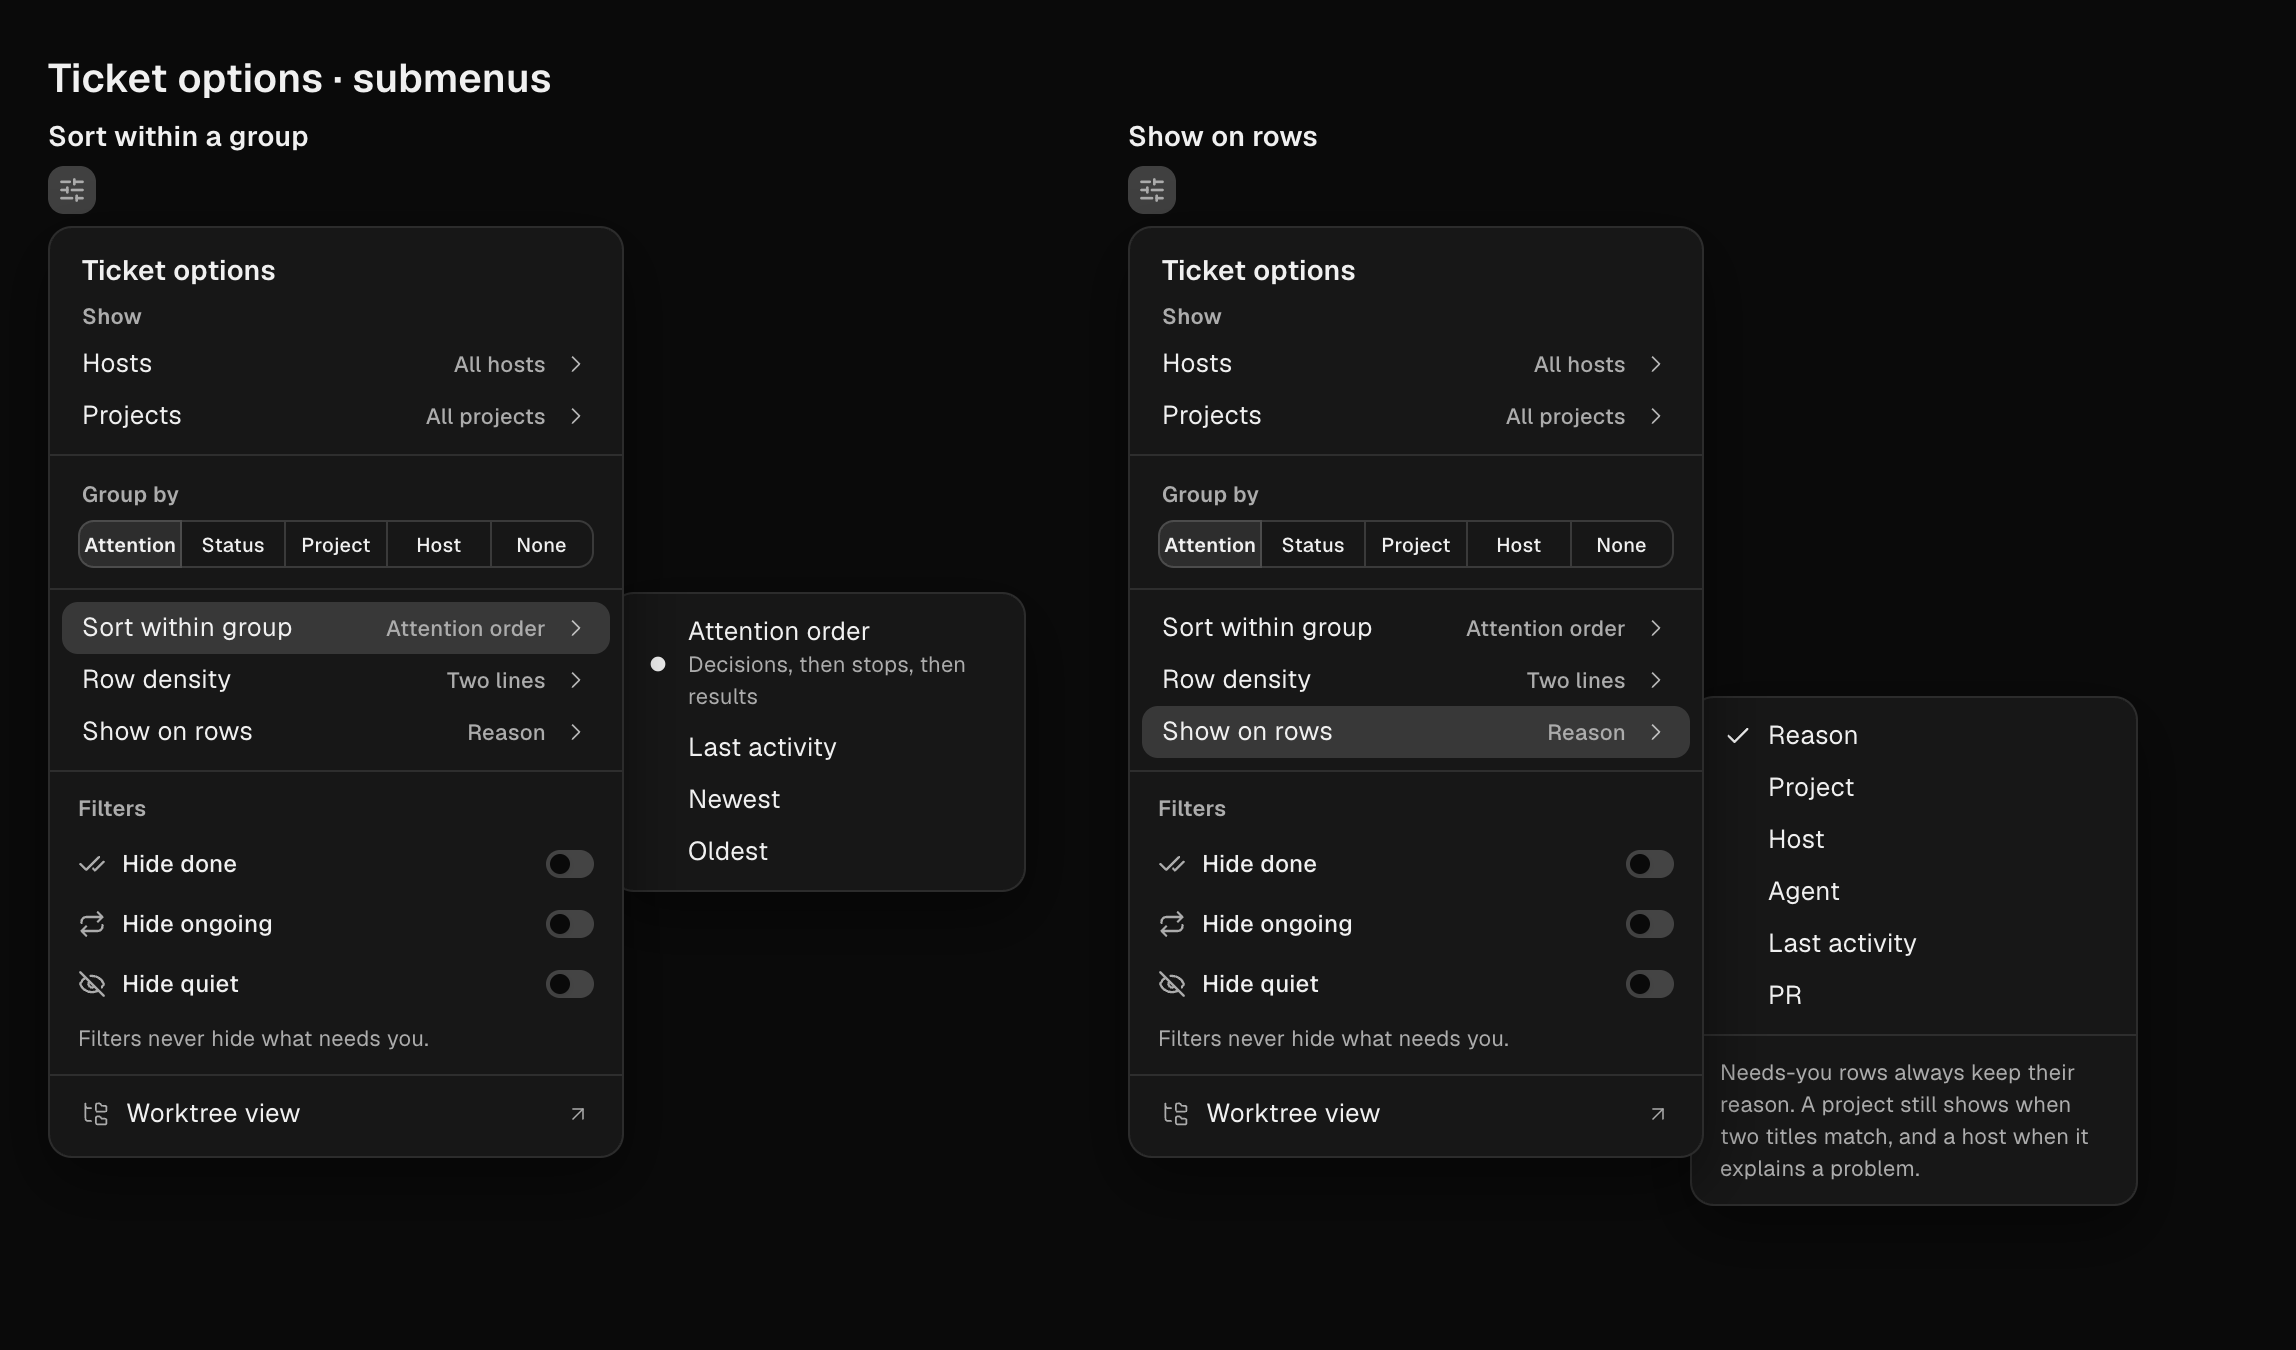 Ticket options · submenus
Sort within a group
Ticket options
Show
Hosts All hosts
Projects All projects
Group by
Attention Status Project Host None
Sort within group Attention order
Row density Two lines
Show on rows Reason
Filters
Hide done
Hide ongoing
Hide quiet
Filters never hide what needs you.
Worktree view
Attention order
Decisions, then stops, then
results
Last activity
Newest
Oldest
Show on rows
Ticket options
Show
Hosts All hosts
Projects All projects
Group by
Attention Status Project Host None
Sort within group Attention order
Row density Two lines
Show on rows Reason
Filters
Hide done
Hide ongoing
Hide quiet
Filters never hide what needs you.
Worktree view
Reason
Project
Host
Agent
Last activity
PR
Needs-you rows always keep their
reason. A project still shows when
two titles match, and a host when it
explains a problem.